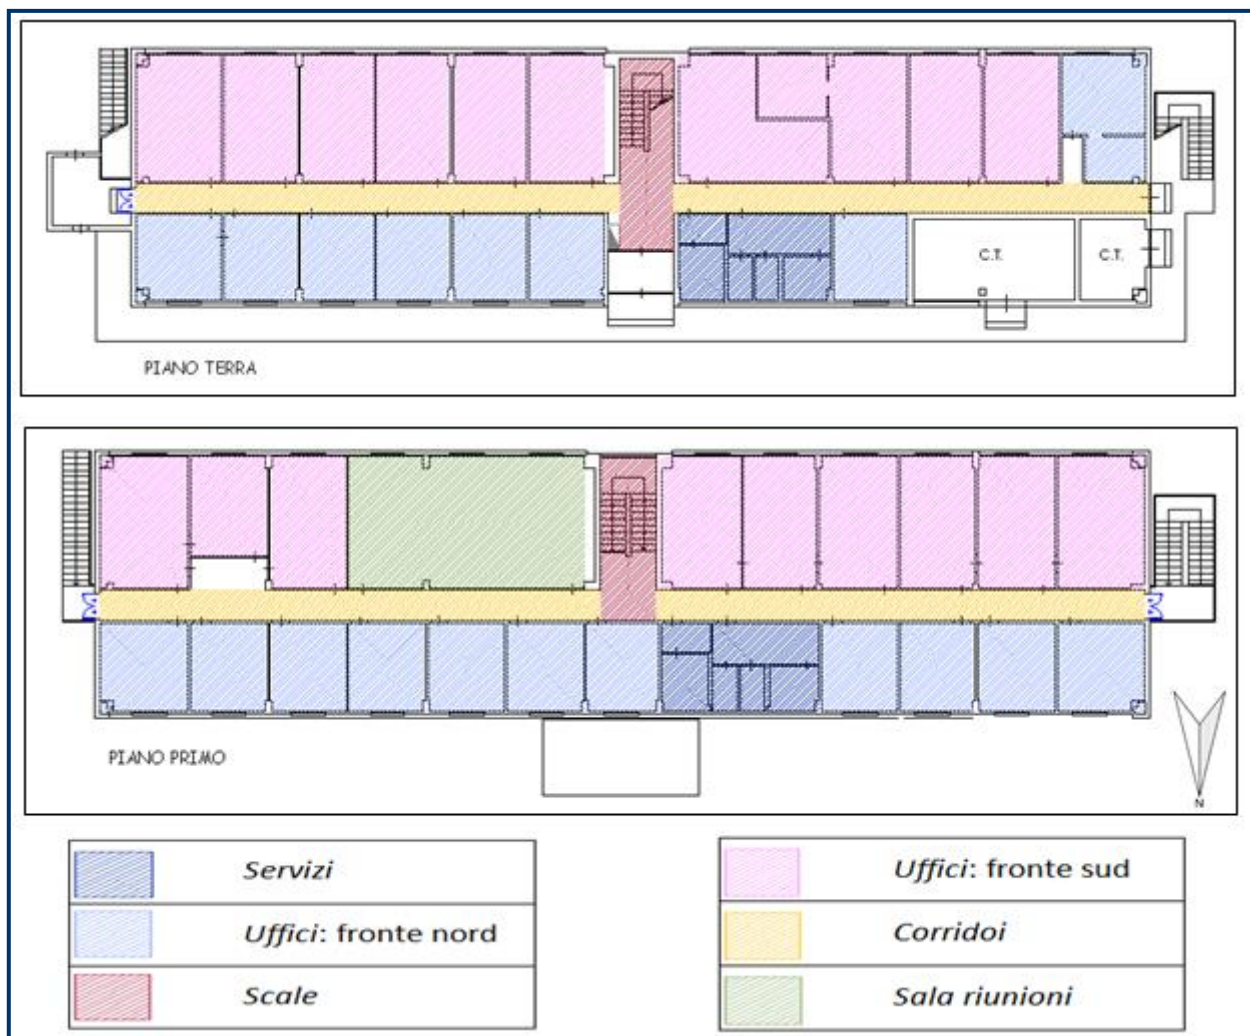 C.T.
C.T.
PIANO TERRA
PIANO PRIMO
N
Servizi
Uffici: fronte sud
Uffici: fronte nord
Corridoi
Scale
Sala riunioni